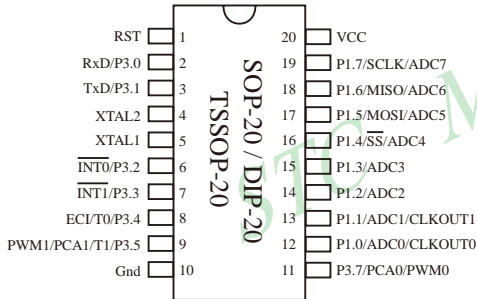 RST 1
RxD/P3.0 2
TxD/P3.1 3
XTAL2 4
XTAL1 5
INT0/P3.2 6
INT1/P3.3 7
ECI/T0/P3.4 8
PWM1/PCA1/T1/P3.5 9
Gnd 10
SOP-20 / DIP-20
TSSOP-20
20 VCC
19 P1.7/SCLK/ADC7
18 P1.6/MISO/ADC6
17 P1.5/MOSI/ADC5
16 P1.4/SS/ADC4
15 P1.3/ADC3
14 P1.2/ADC2
13 P1.1/ADC1/CLKOUT1
12 P1.0/ADC0/CLKOUT0
11 P3.7/PCA0/PWM0
STC M